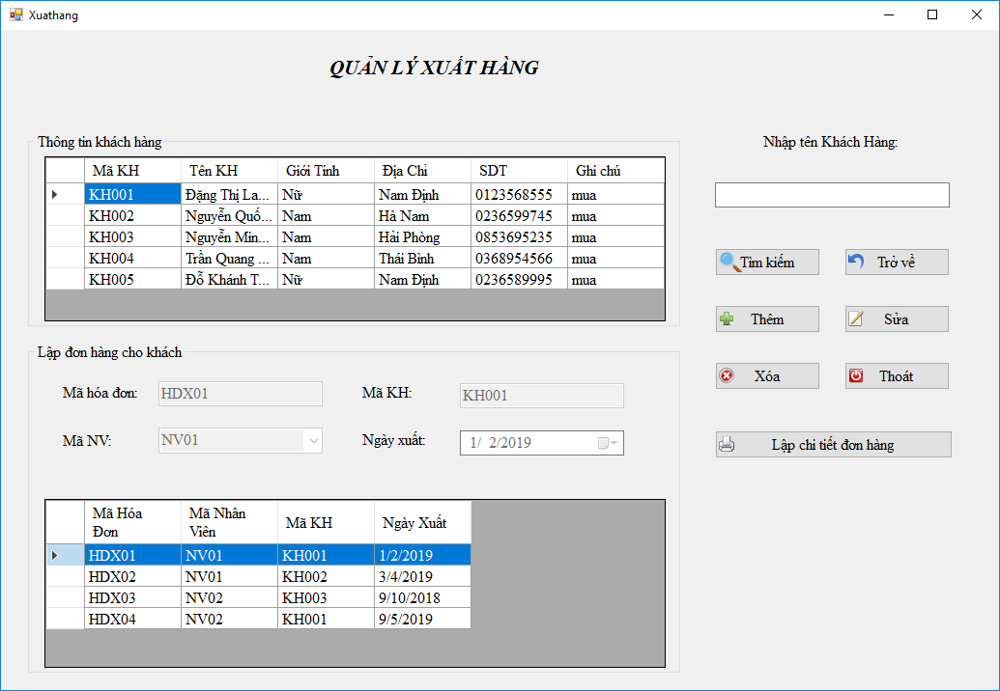 Xuathang
QUẢN LÝ XUẤT HÀNG
Thông tin khách hàng
Mã KH Tên KH Giới Tính Địa Chỉ SDT Ghi chú
KH001 Đặng Thị La... Nữ Nam Định 0123568555 mua
KH002 Nguyễn Quố... Nam Hà Nam 0236599745 mua
KH003 Nguyễn Min... Nam Hải Phòng 0853695235 mua
KH004 Trần Quang ... Nam Thái Bình 0368954566 mua
KH005 Đỗ Khánh T... Nữ Nam Định 0236589995 mua
Nhập tên Khách Hàng:
Tìm kiếm Trở về
Thêm Sửa
Xóa Thoát
Lập chi tiết đơn hàng
Lập đơn hàng cho khách
Mã hóa đơn: HDX01 Mã KH: KH001
Mã NV: NV01 Ngày xuất: 1/ 2/2019
Mã Hóa Đơn Mã Nhân Viên Mã KH Ngày Xuất
HDX01 NV01 KH001 1/2/2019
HDX02 NV01 KH002 3/4/2019
HDX03 NV02 KH003 9/10/2018
HDX04 NV02 KH001 9/5/2019